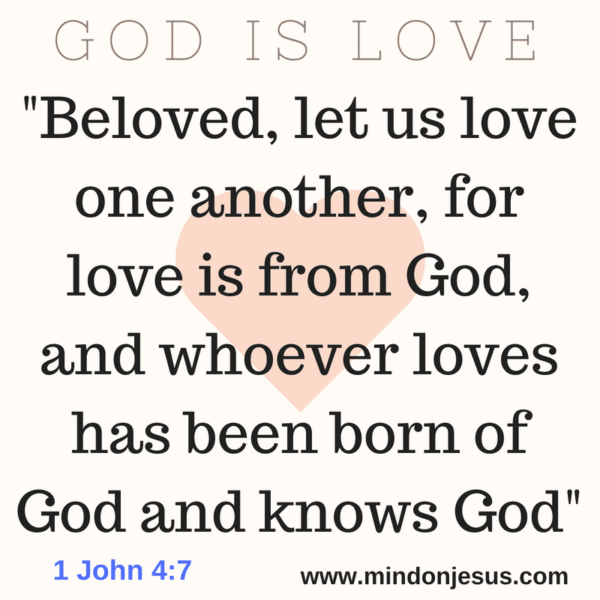 GOD IS LOVE
"Beloved, let us love
one another, for
love is from God,
and whoever loves
has been born of
God and knows God"
1 John 4:7
www.mindonjesus.com